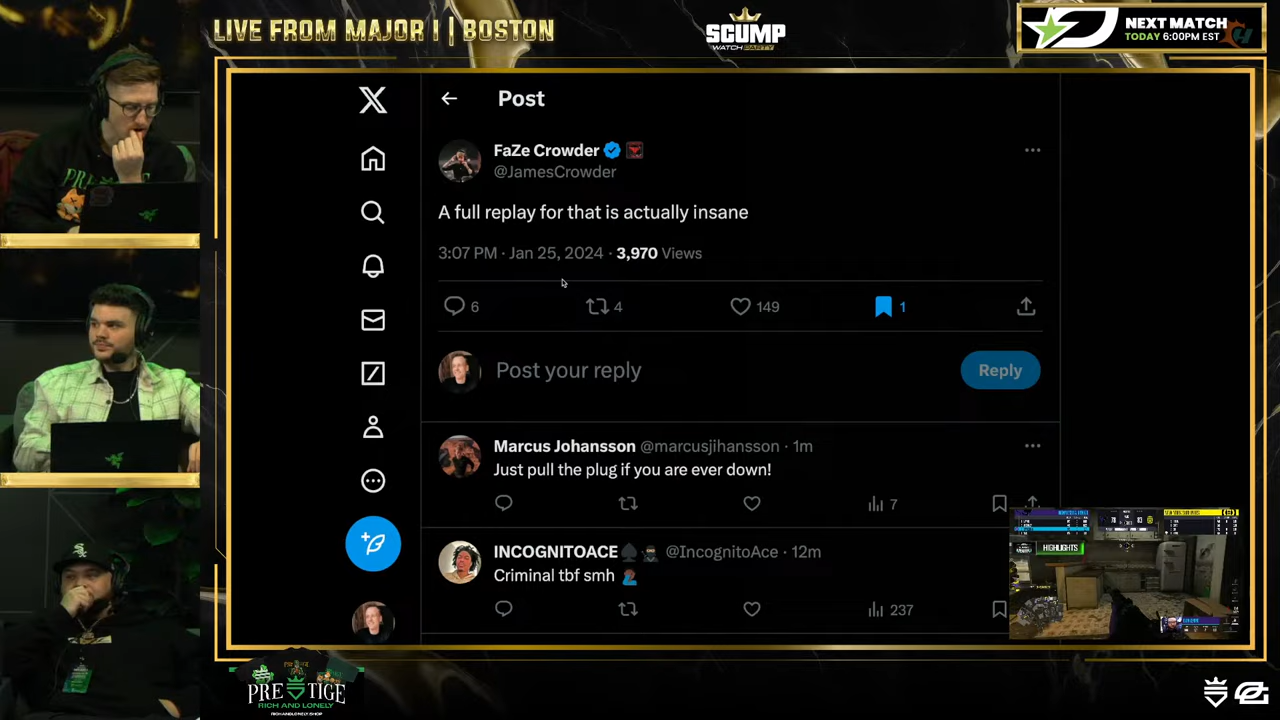 LIVE FROM MAJOR I | BOSTON
SCUMP
WATCH PARTY
NEXT MATCH
TODAY 6:00PM EST
Post
FaZe Crowder
@JamesCrowder
A full replay for that is actually insane
3:07 PM · Jan 25, 2024 · 3,970 Views
6
4
149
1
Post your reply
Reply
Marcus Johansson @marcusjihansson · 1m
Just pull the plug if you are ever down!
7
INCOGNITOACE @IncognitoAce · 12m
Criminal tbf smh
237
HIGHLIGHTS
PRESTIGE
RICH AND LONELY
RICHANDLONELY.SHOP